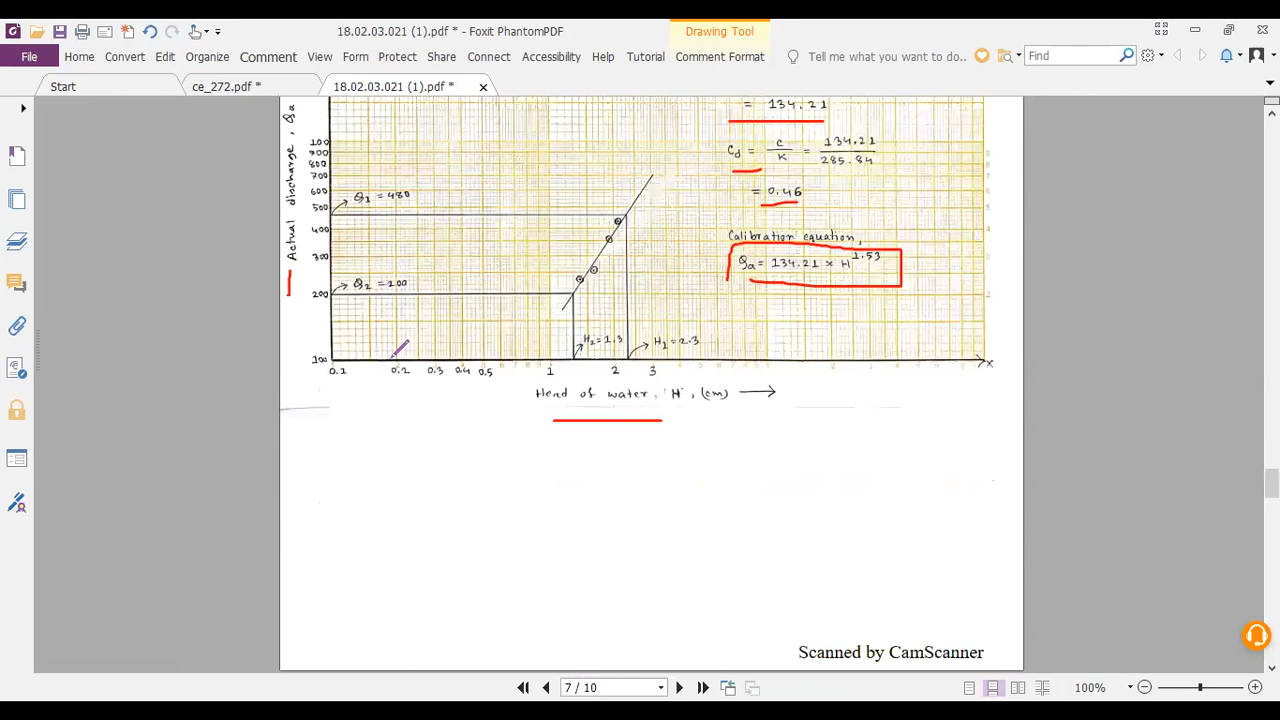 18.02.03.021 (1).pdf * - Foxit PhantomPDF
Drawing Tool
File Home Convert Edit Organize Comment View Form Protect Share Connect Accessibility Help Tutorial Comment Format
Tell me what you want to do..
Find
Start
ce_272.pdf *
18.02.03.021 (1).pdf *
= 134.21
Cd = C/K = 134.21/285.84
= 0.46
Calibration equation,
Qa = 134.21 × H^1.53
Actual discharge, Qa
100
900
800
700
600
500
400
300
200
100
Q1 = 480
Q2 = 200
H2 = 1.3
H1 = 2.3
0.1 0.2 0.3 0.4 0.5 1 2 3
x
Head of water, 'H', (cm)
Scanned by CamScanner
7 / 10
100%